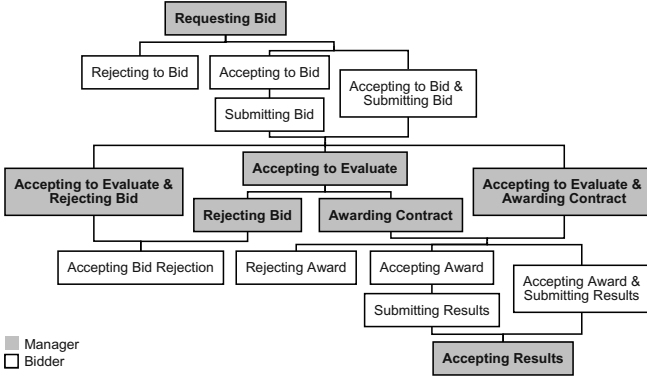 Requesting Bid
Rejecting to Bid
Accepting to Bid
Accepting to Bid &
Submitting Bid
Submitting Bid
Accepting to Evaluate &
Rejecting Bid
Accepting to Evaluate
Accepting to Evaluate &
Awarding Contract
Rejecting Bid
Awarding Contract
Accepting Bid Rejection
Rejecting Award
Accepting Award
Accepting Award &
Submitting Results
Submitting Results
Accepting Results
Manager
Bidder